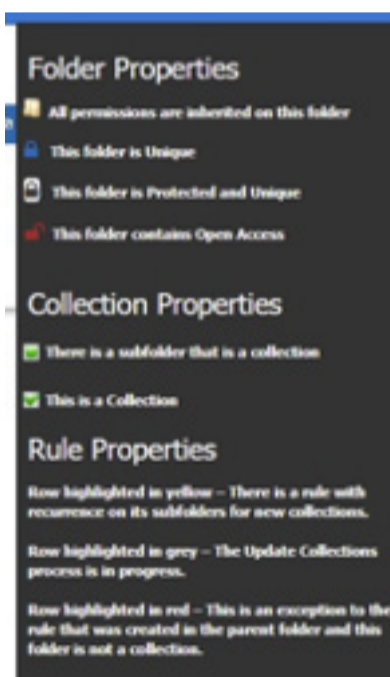 Folder Properties
All permissions are inherited on this folder
This folder is Unique
This folder is Protected and Unique
This folder contains Open Access
Collection Properties
There is a subfolder that is a collection
This is a Collection
Rule Properties
Row highlighted in yellow – There is a rule with
recurrence on its subfolders for new collections.
Row highlighted in grey – The Update Collections
process is in progress.
Row highlighted in red – This is an exception to the
rule that was created in the parent folder and this
folder is not a collection.